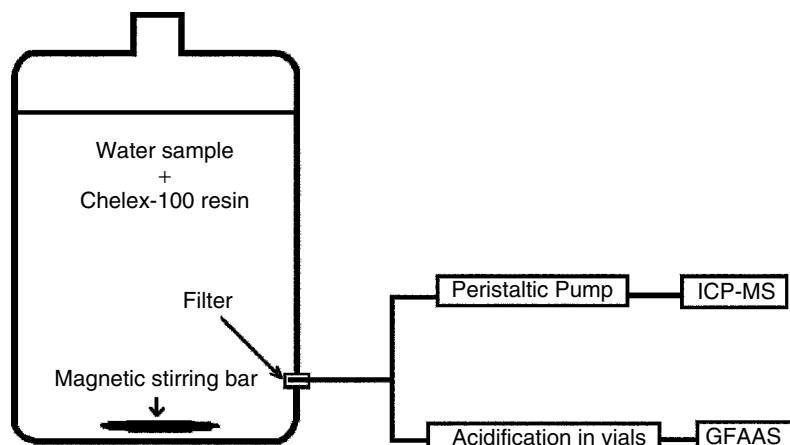 Water sample
+
Chelex-100 resin
Filter
Magnetic stirring bar
Peristaltic Pump
ICP-MS
Acidification in vials
GFAAS